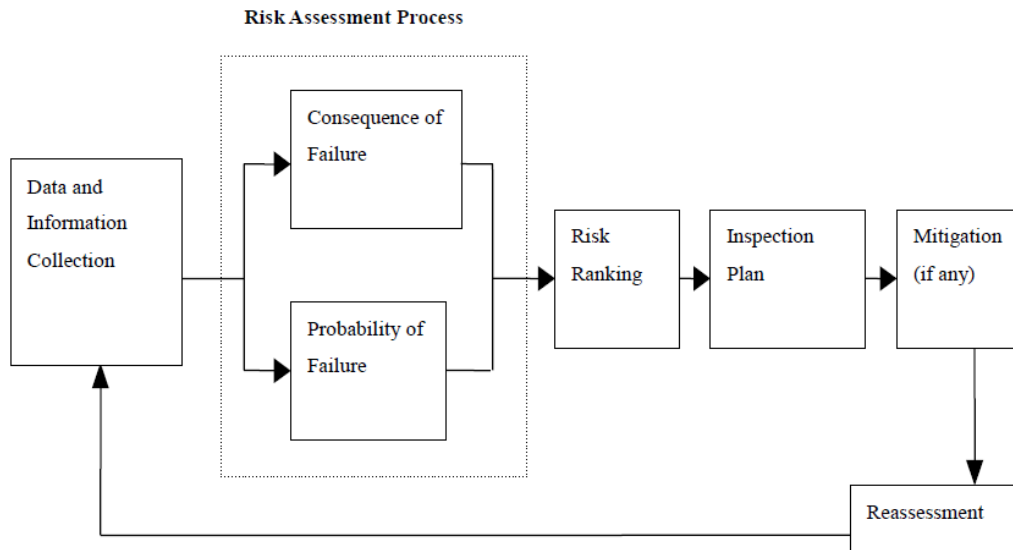 Risk Assessment Process
Consequence of
Failure
Data and
Information
Collection
Probability of
Failure
Risk
Ranking
Inspection
Plan
Mitigation
(if any)
Reassessment